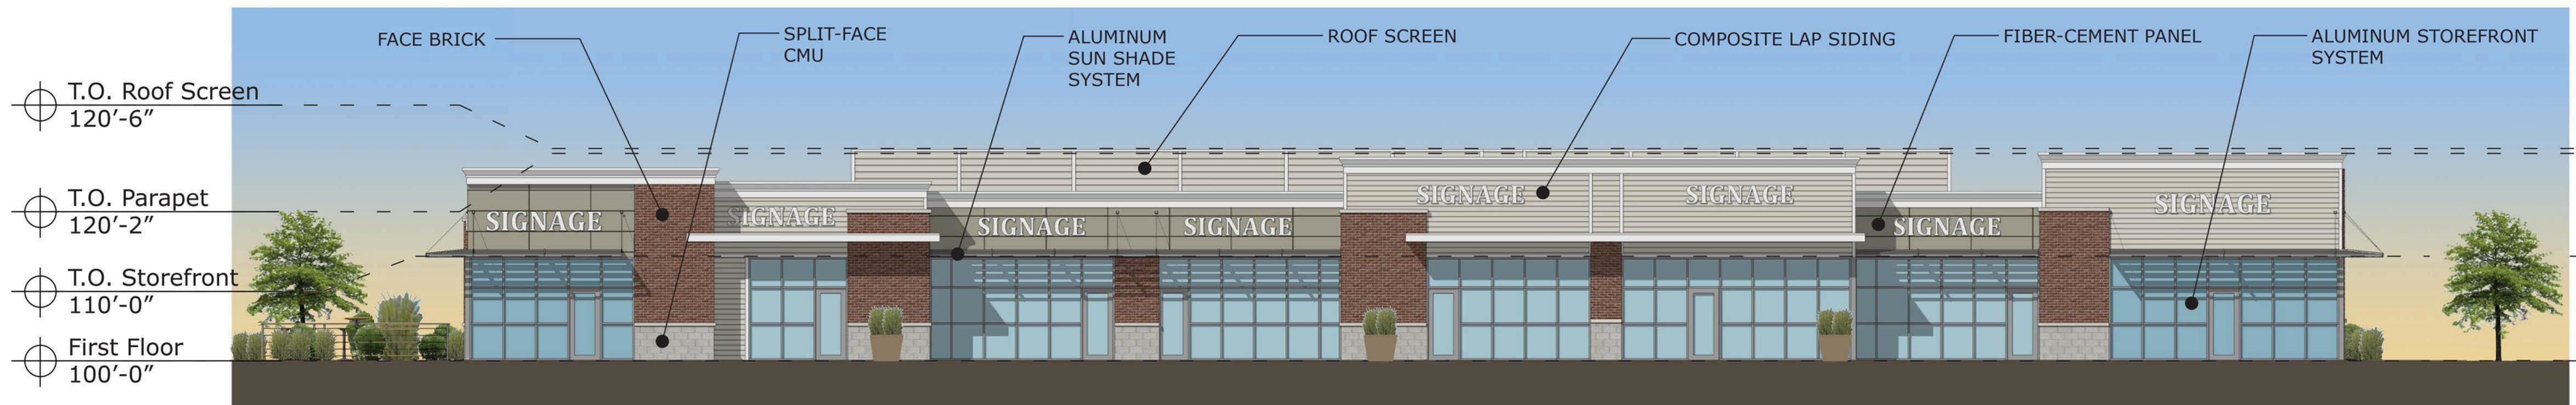 FACE BRICK
SPLIT-FACE
CMU
ALUMINUM
SUN SHADE
SYSTEM
ROOF SCREEN
COMPOSITE LAP SIDING
FIBER-CEMENT PANEL
ALUMINUM STOREFRONT
SYSTEM
T.O. Roof Screen
120’-6”
T.O. Parapet
120’-2”
T.O. Storefront
110’-0”
First Floor
100’-0”
SIGNAGE
SIGNAGE
SIGNAGE
SIGNAGE
SIGNAGE
SIGNAGE
SIGNAGE
SIGNAGE